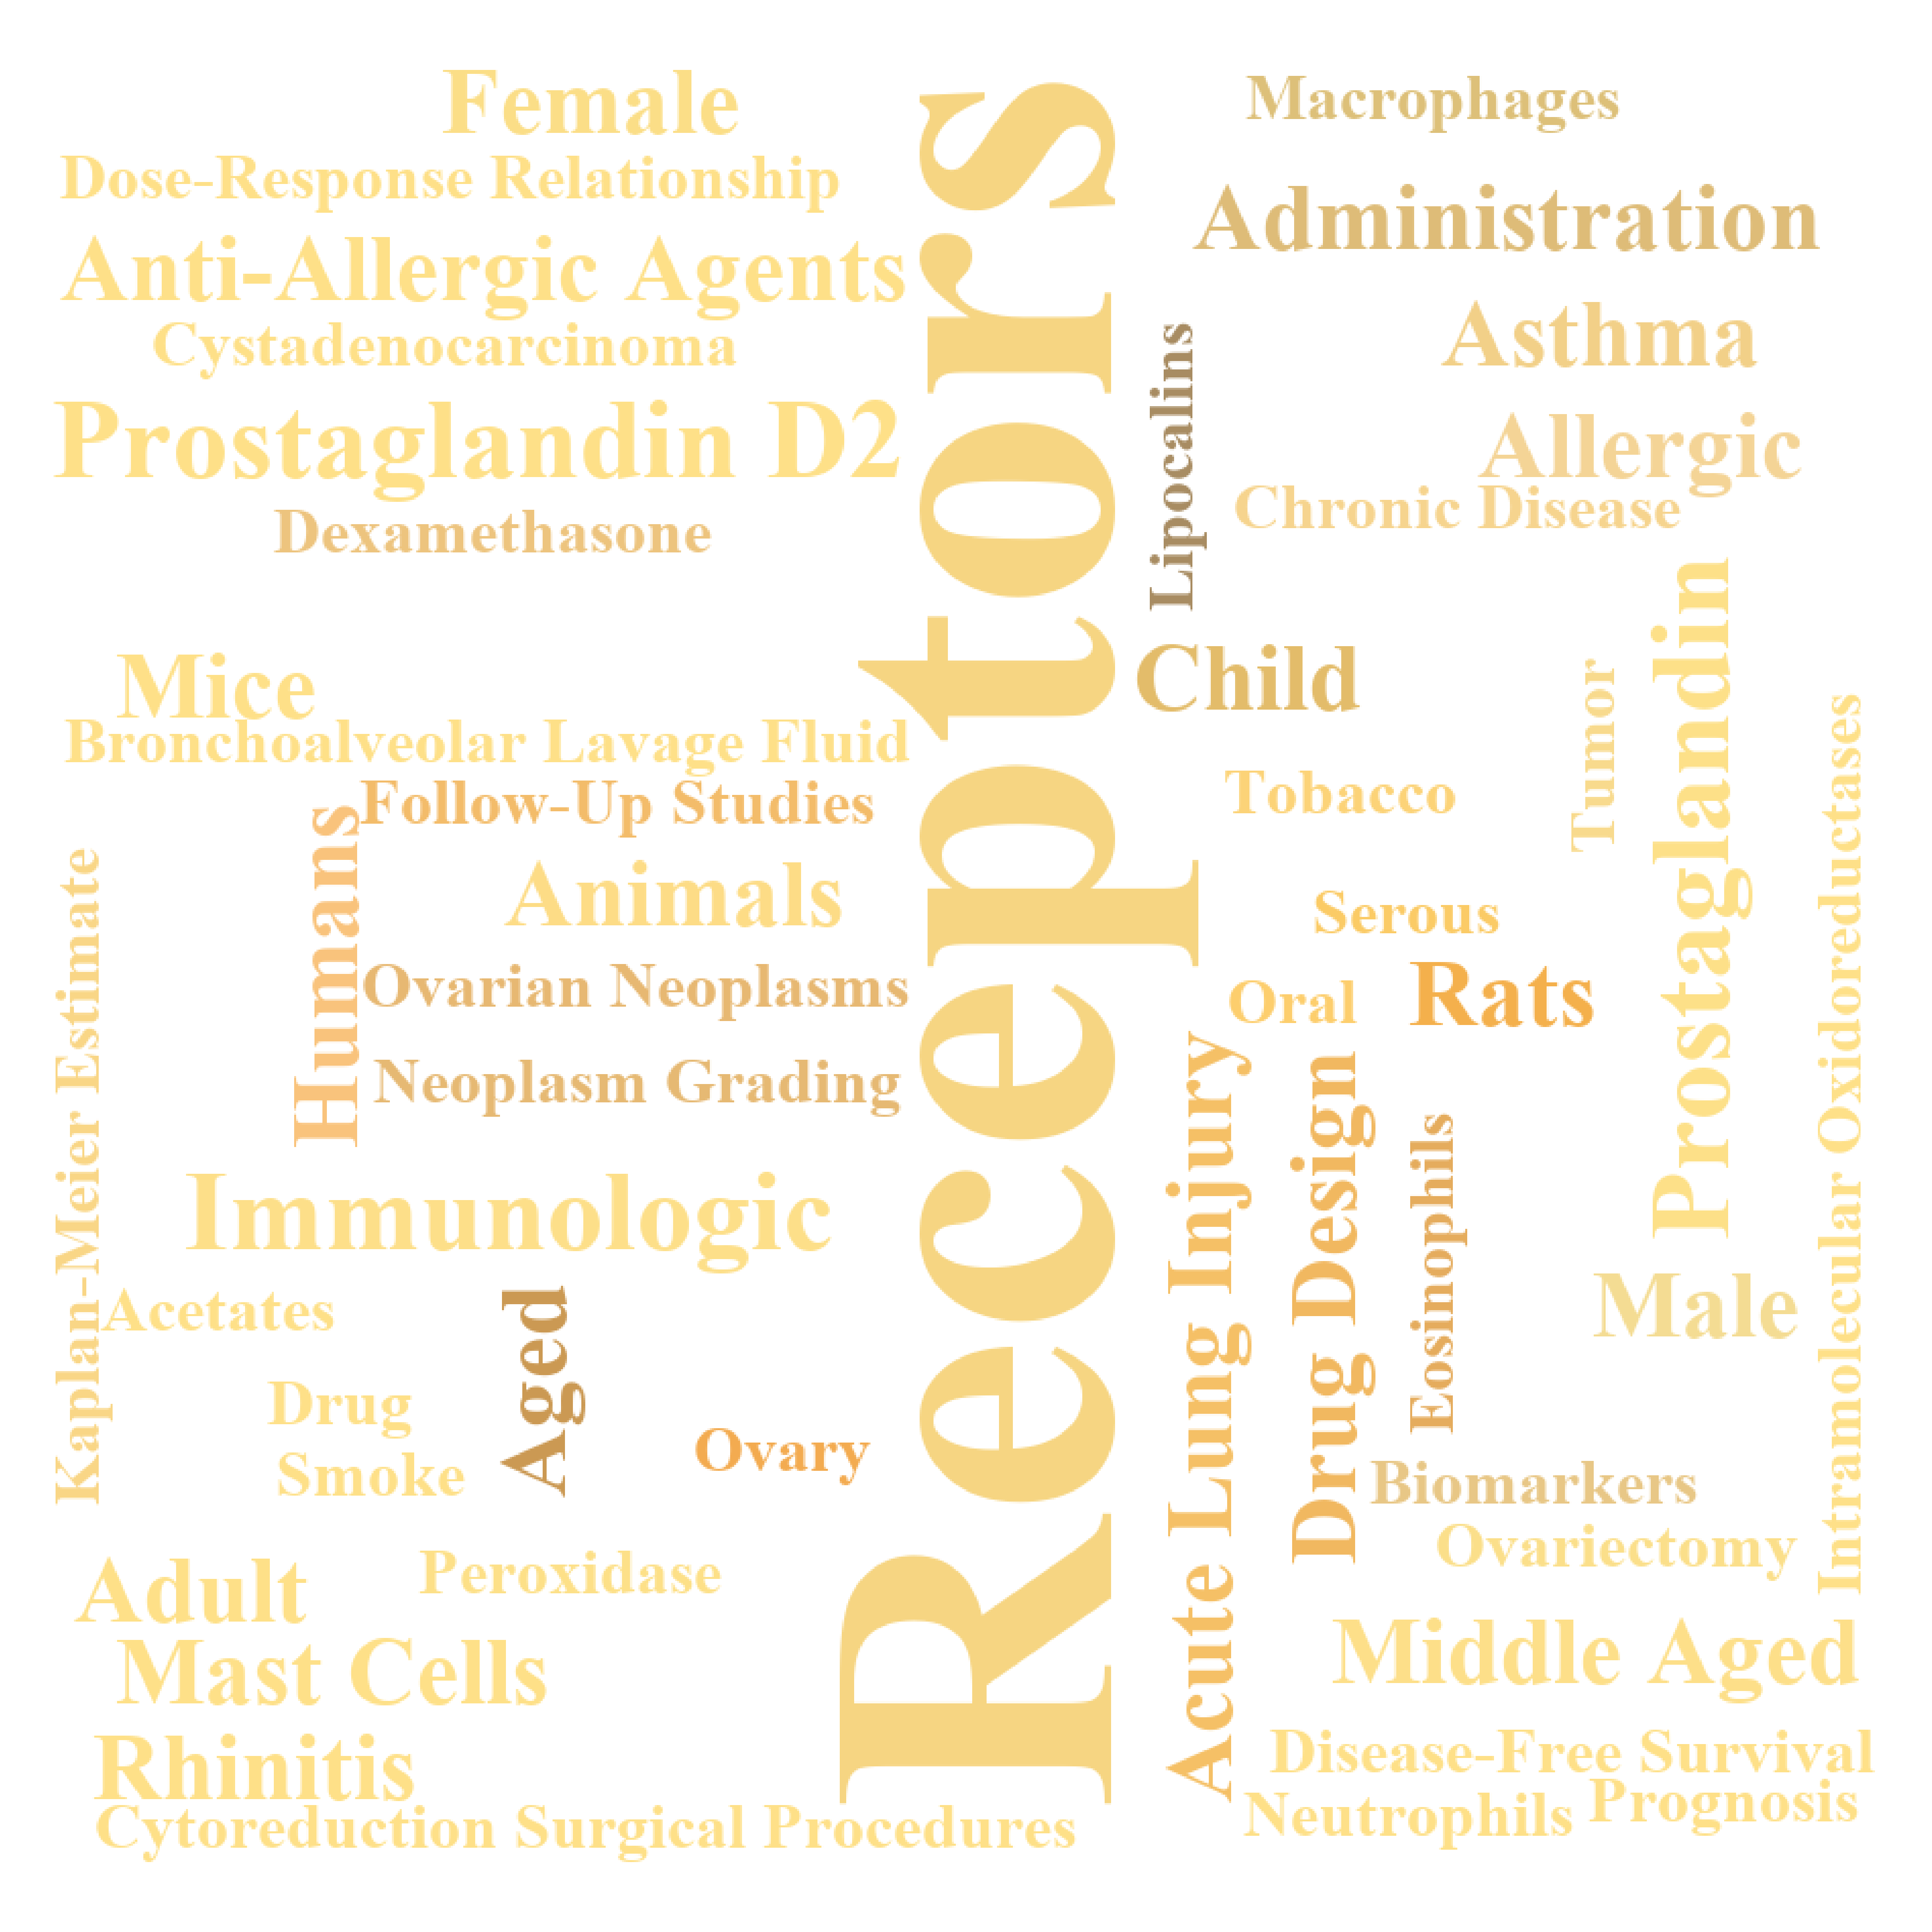 Female
Dose-Response Relationship
Anti-Allergic Agents
Cystadenocarcinoma
Prostaglandin D2
Dexamethasone
Mice
Bronchoalveolar Lavage Fluid
Follow-Up Studies
Humans
Animals
Ovarian Neoplasms
Neoplasm Grading
Kaplan-Meier Estimate
Immunologic
Acetates
Aged
Drug
Smoke
Ovary
Adult
Peroxidase
Mast Cells
Rhinitis
Cytoreduction Surgical Procedures
Receptors
Macrophages
Administration
Asthma
Lipocalins
Allergic
Chronic Disease
Child
Tumor
Prostaglandin
Tobacco
Serous
Oral
Rats
Intramolecular Oxidoreductases
Acute Lung Injury
Drug Design
Eosinophils
Male
Biomarkers
Ovariectomy
Middle Aged
Disease-Free Survival
Neutrophils
Prognosis